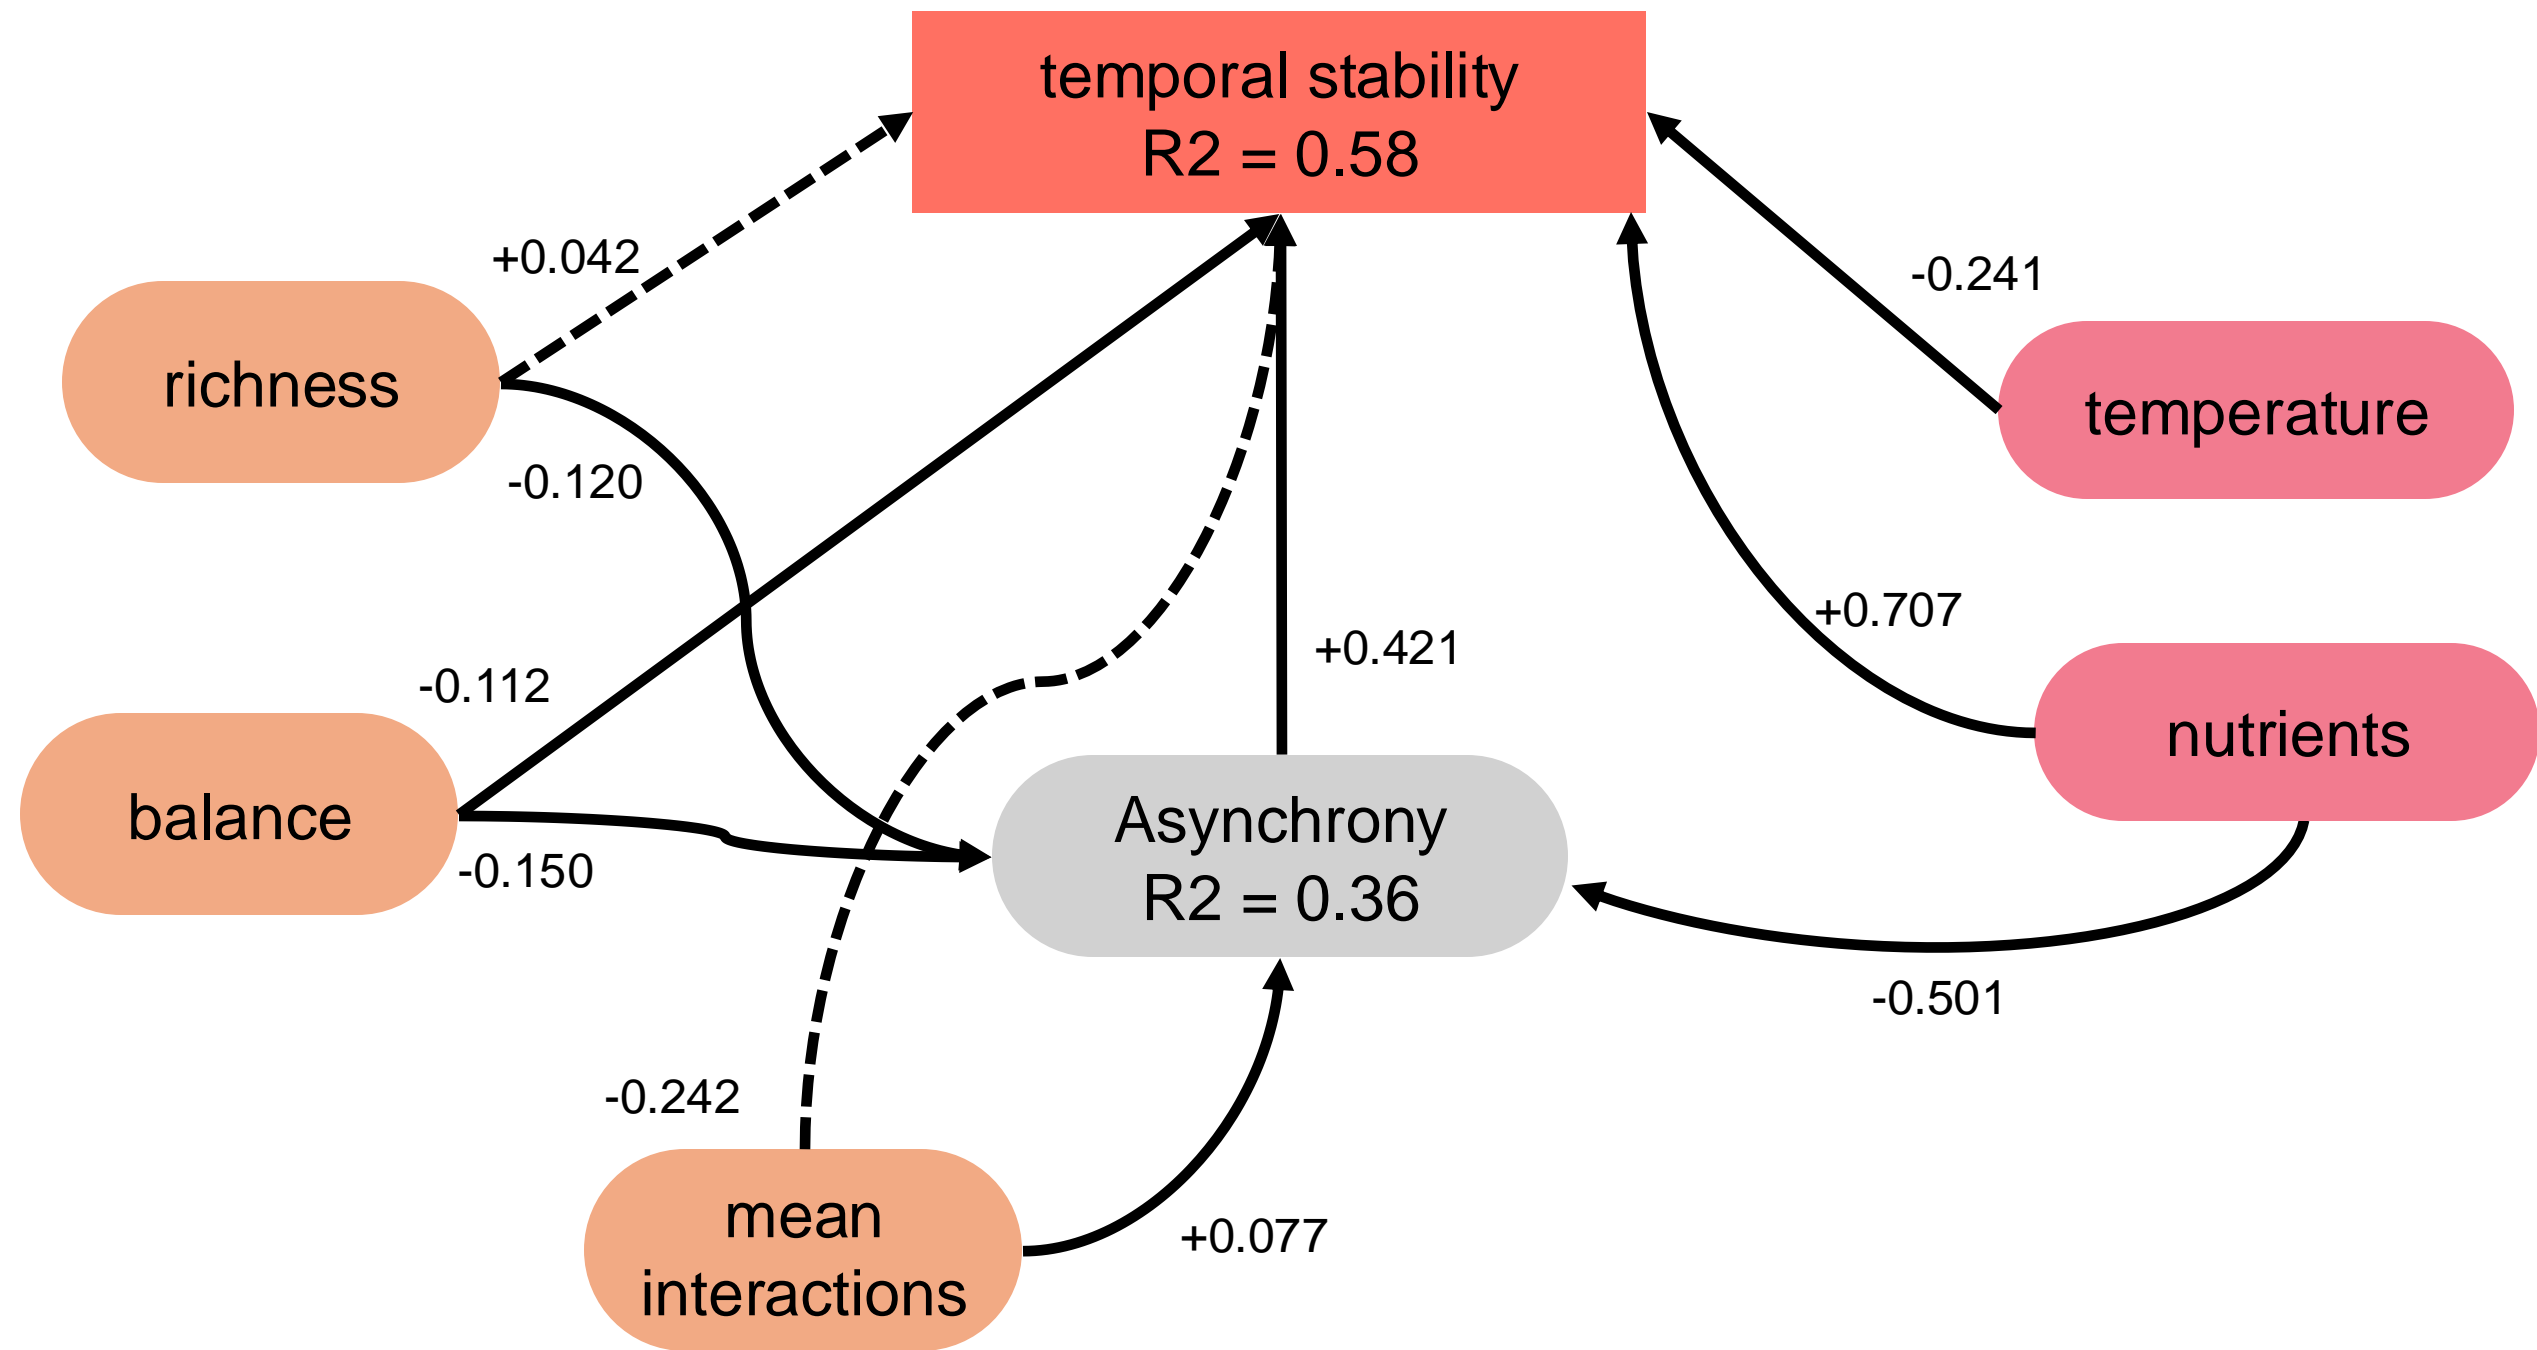 temporal stability
R2 = 0.58
+0.042
-0.241
richness
temperature
-0.120
+0.707
+0.421
-0.112
nutrients
balance
Asynchrony
R2 = 0.36
-0.150
-0.501
-0.242
mean
interactions
+0.077